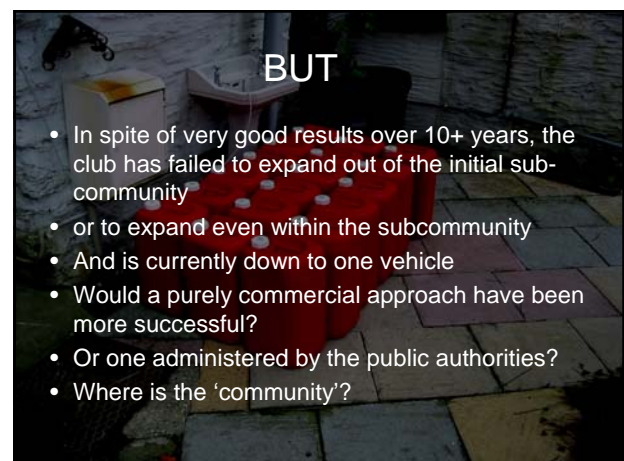 BUT
• In spite of very good results over 10+ years, the
club has failed to expand out of the initial sub-
community
• or to expand even within the subcommunity
• And is currently down to one vehicle
• Would a purely commercial approach have been
more successful?
• Or one administered by the public authorities?
• Where is the ‘community’?